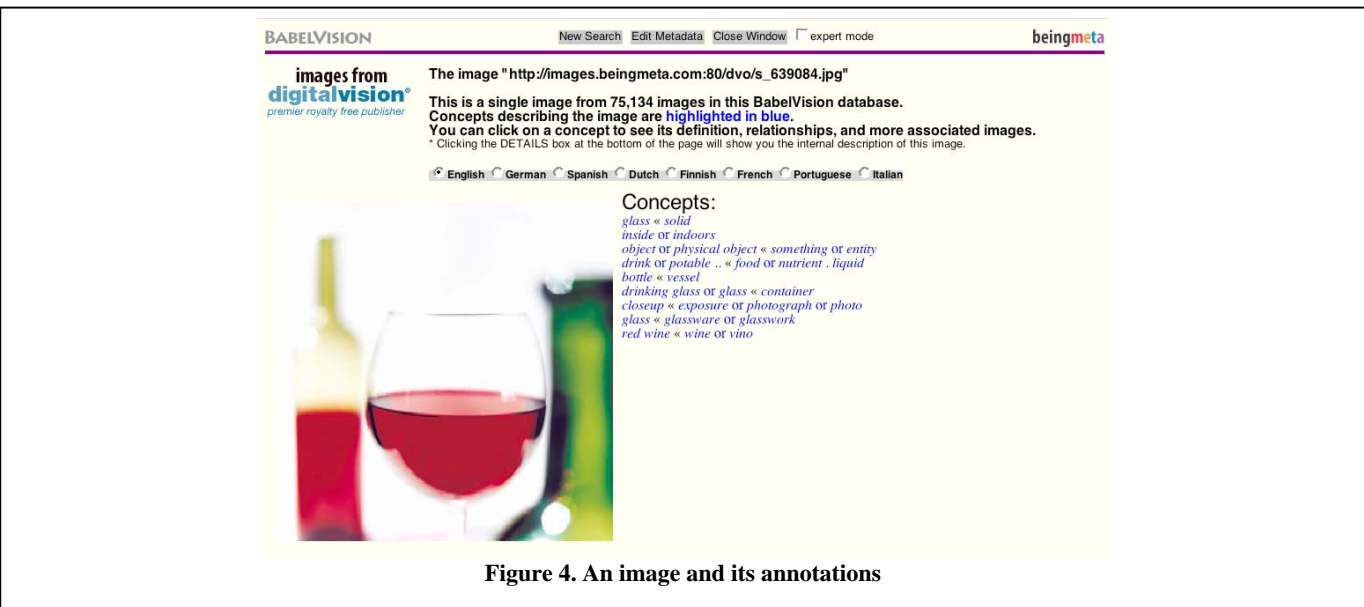 BABELVISION New Search Edit Metadata Close Window expert mode beingmeta
images from
digitalvision®
premier royalty free publisher
The image "http://images.beingmeta.com:80/dvo/s_639084.jpg"
This is a single image from 75,134 images in this BabelVision database.
Concepts describing the image are highlighted in blue.
You can click on a concept to see its definition, relationships, and more associated images.
* Clicking the DETAILS box at the bottom of the page will show you the internal description of this image.
English German Spanish Dutch Finnish French Portuguese Italian
Concepts:
glass « solid
inside or indoors
object or physical object « something or entity
drink or potable .. « food or nutrient . liquid
bottle « vessel
drinking glass or glass « container
closeup « exposure or photograph or photo
glass « glassware or glasswork
red wine « wine or vino
Figure 4. An image and its annotations